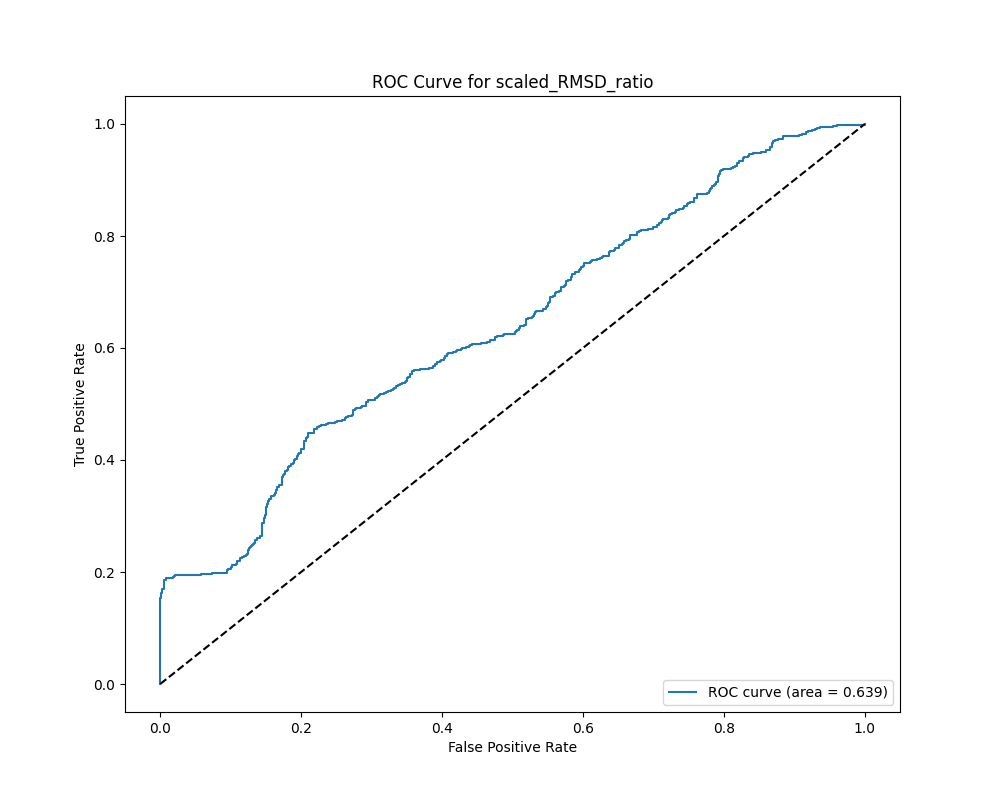 ROC Curve for scaled_RMSD_ratio
True Positive Rate
1.0
0.8
0.6
0.4
0.2
0.0
ROC curve (area = 0.639)
0.0 0.2 0.4 0.6 0.8 1.0
False Positive Rate